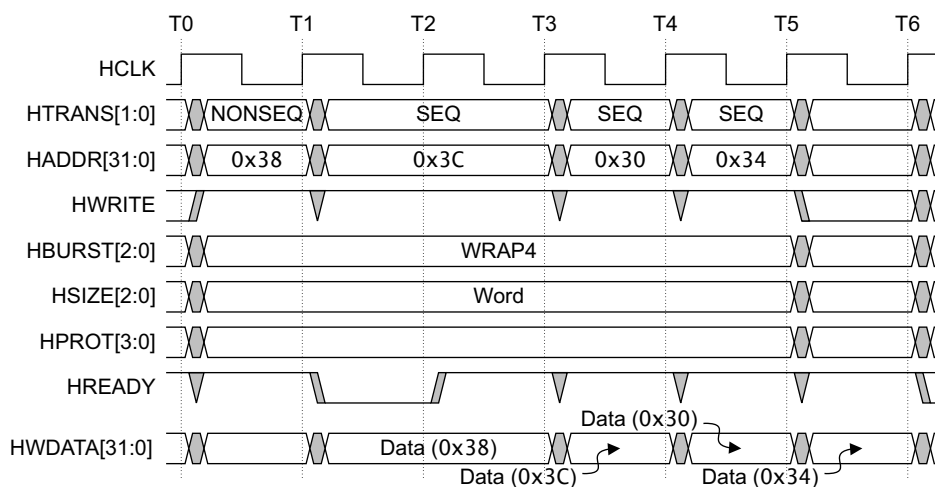 T0 T1 T2 T3 T4 T5 T6
HCLK
HTRANS[1:0] NONSEQ SEQ SEQ SEQ
HADDR[31:0] 0x38 0x3C 0x30 0x34
HWRITE
HBURST[2:0] WRAP4
HSIZE[2:0] Word
HPROT[3:0]
HREADY
Data (0x30)
HWDATA[31:0] Data (0x38)
Data (0x3C) Data (0x34)